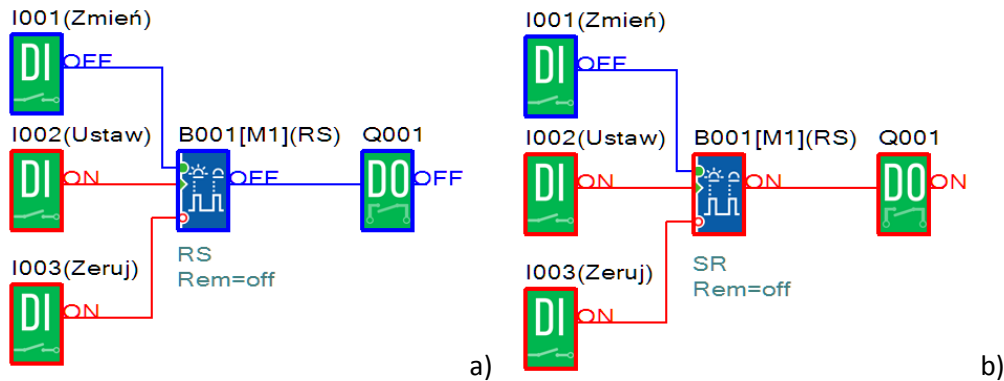 I001(Zmień)
DI
OFF
I002(Ustaw)
B001[M1](RS)
Q001
DI
ON
OFF
DO
OFF
I003(Zeruj)
RS
Rem=off
DI
ON
a)
I001(Zmień)
DI
OFF
I002(Ustaw)
B001[M1](RS)
Q001
DI
ON
ON
DO
ON
I003(Zeruj)
SR
Rem=off
DI
ON
b)